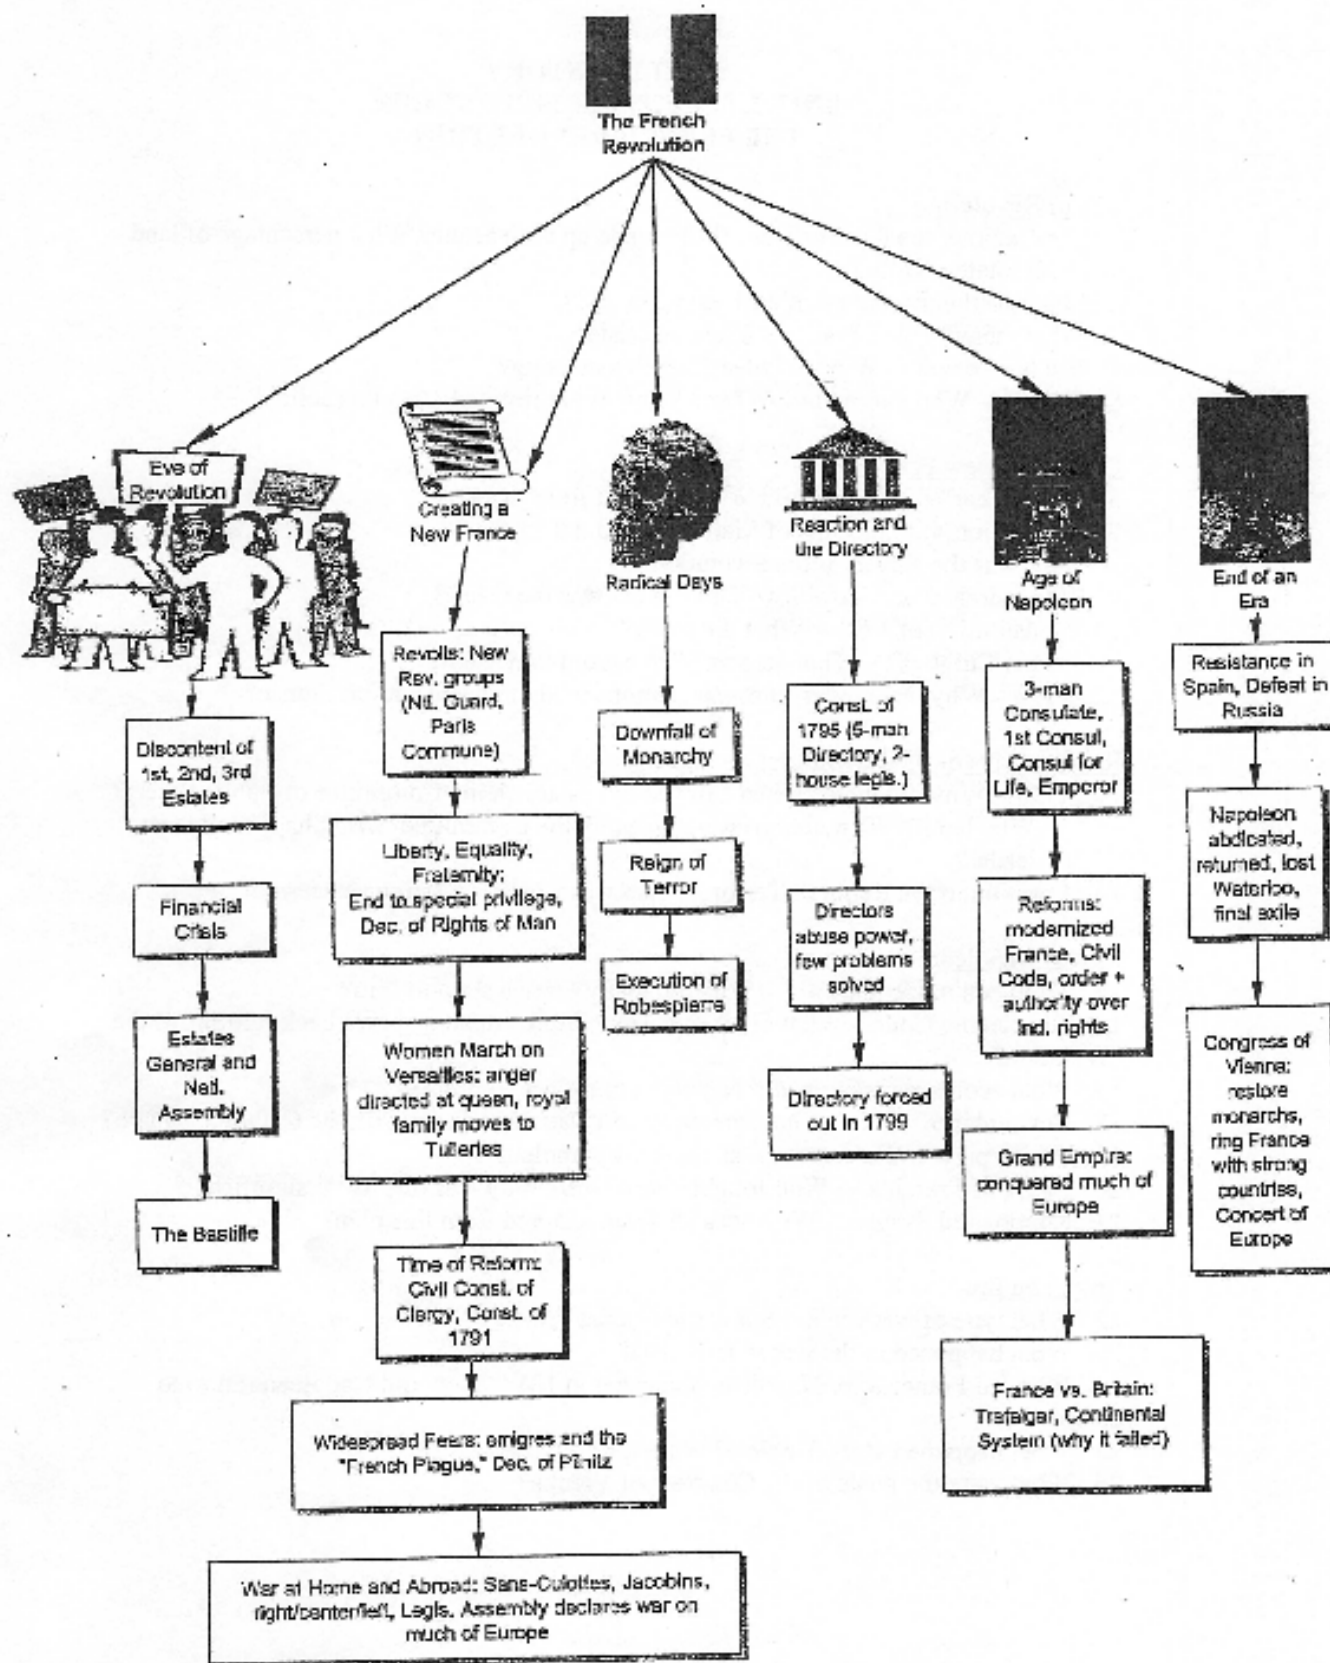 The French
Revolution
Eve of
Revolution
Discontent of
1st, 2nd, 3rd
Estates
Financial
Crisis
Estates
General and
Natl.
Assembly
The Bastille
Creating a
New France
Revolts: New
Rev. groups
(Ntl. Guard,
Paris
Commune)
Liberty, Equality,
Fraternity:
End to special privilege,
Dec. of Rights of Man
Women March on
Versailles: anger
directed at queen, royal
family moves to
Tulleries
Time of Reform:
Civil Const. of
Clergy, Const. of
1791
Widespread Fears: emigres and the
"French Plague," Dec. of Pilnitz
War at Home and Abroad: Sans-Culottes, Jacobins,
right/center/left, Legis. Assembly declares war on
much of Europe
Radical Days
Downfall of
Monarchy
Reign of
Terror
Execution of
Robespierre
Reaction and
the Directory
Const. of
1795 (5-man
Directory, 2-
house legis.)
Directors
abuse power,
few problems
solved
Directory forced
out in 1799
Age of
Napoleon
3-man
Consulate,
1st Consul,
Consul for
Life, Emperor
Reforms:
modernized
France, Civil
Code, order +
authority over
ind. rights
Grand Empire:
conquered much of
Europe
France vs. Britain:
Trafalgar, Continental
System (why it failed)
End of an
Era
Resistance in
Spain, Defeat in
Russia
Napoleon
abdicated,
returned, lost
Waterloo,
final exile
Congress of
Vienna:
restore
monarchs,
ring France
with strong
countries,
Concert of
Europe